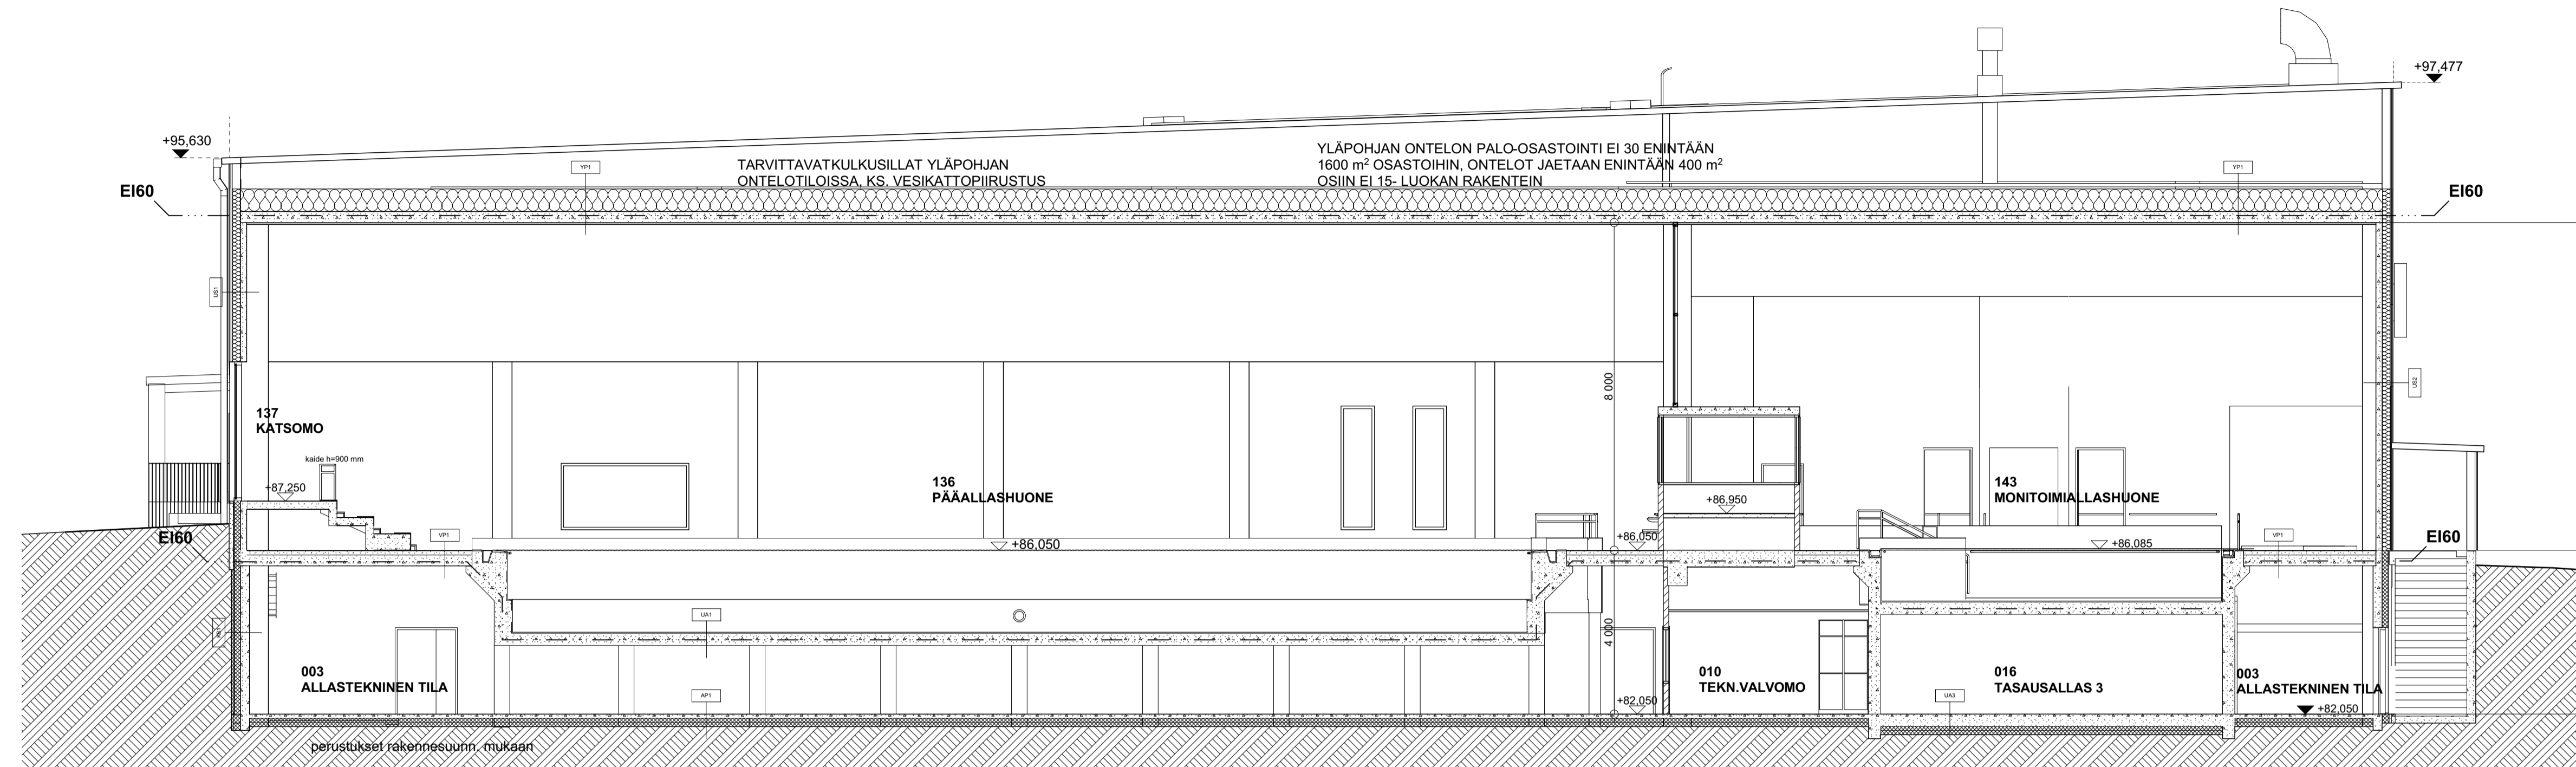 +97,477
+95,630
YLÄPOHJAN ONTELON PALO-OSASTOINTI EI 30 ENINTÄÄN
1600 m² OSASTOIHIN, ONTELOT JAETAAN ENINTÄÄN 400 m²
OSIIN EI 15- LUOKAN RAKENTEIN
TARVITTAVATKULKUSILLAT YLÄPOHJAN
ONTELOTILOISSA, KS. VESIKATTOPIIRUSTUS
YP1
YP1
EI60
EI60
US1
US2
8 000
137
KATSOMO
kaide h=900 mm
+87,250
136
PÄÄALLASHUONE
143
MONITOIMIALLASHUONE
+86,950
EI60
VP1
+86,050
+86,050
+86,085
VP1
EI60
UA1
4 000
003
ALLASTEKNINEN TILA
010
TEKN.VALVOMO
016
TASAUSALLAS 3
003
ALLASTEKNINEN TILA
AP1
UA3
+82,050
+82,050
perustukset rakennesuunn. mukaan